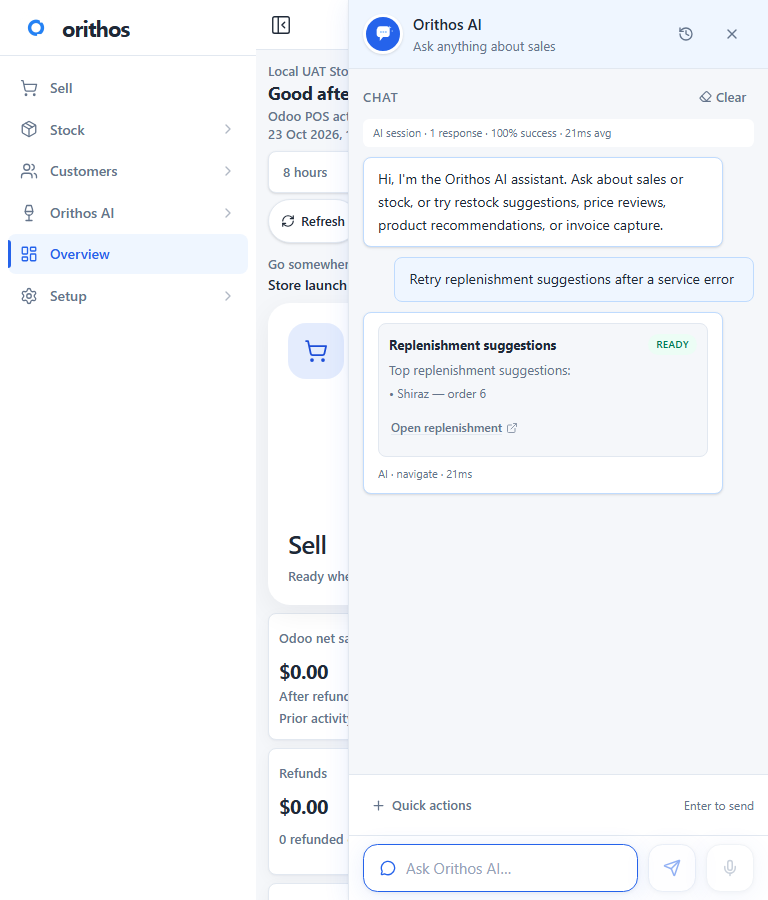 orithos
Sell
Stock
Customers
Orithos AI
Overview
Setup
Local UAT Sto
Good afte
Odoo POS act
23 Oct 2026,
8 hours
Refresh
Go somewher
Store launch
Sell
Ready whe
Odoo net sa
$0.00
After refund
Prior activity
Refunds
$0.00
0 refunded
Orithos AI
Ask anything about sales
CHAT
Clear
AI session · 1 response · 100% success · 21ms avg
Hi, I'm the Orithos AI assistant. Ask about sales or
stock, or try restock suggestions, price reviews,
product recommendations, or invoice capture.
Retry replenishment suggestions after a service error
Replenishment suggestions
READY
Top replenishment suggestions:
• Shiraz — order 6
Open replenishment
AI · navigate · 21ms
Quick actions
Enter to send
Ask Orithos AI...